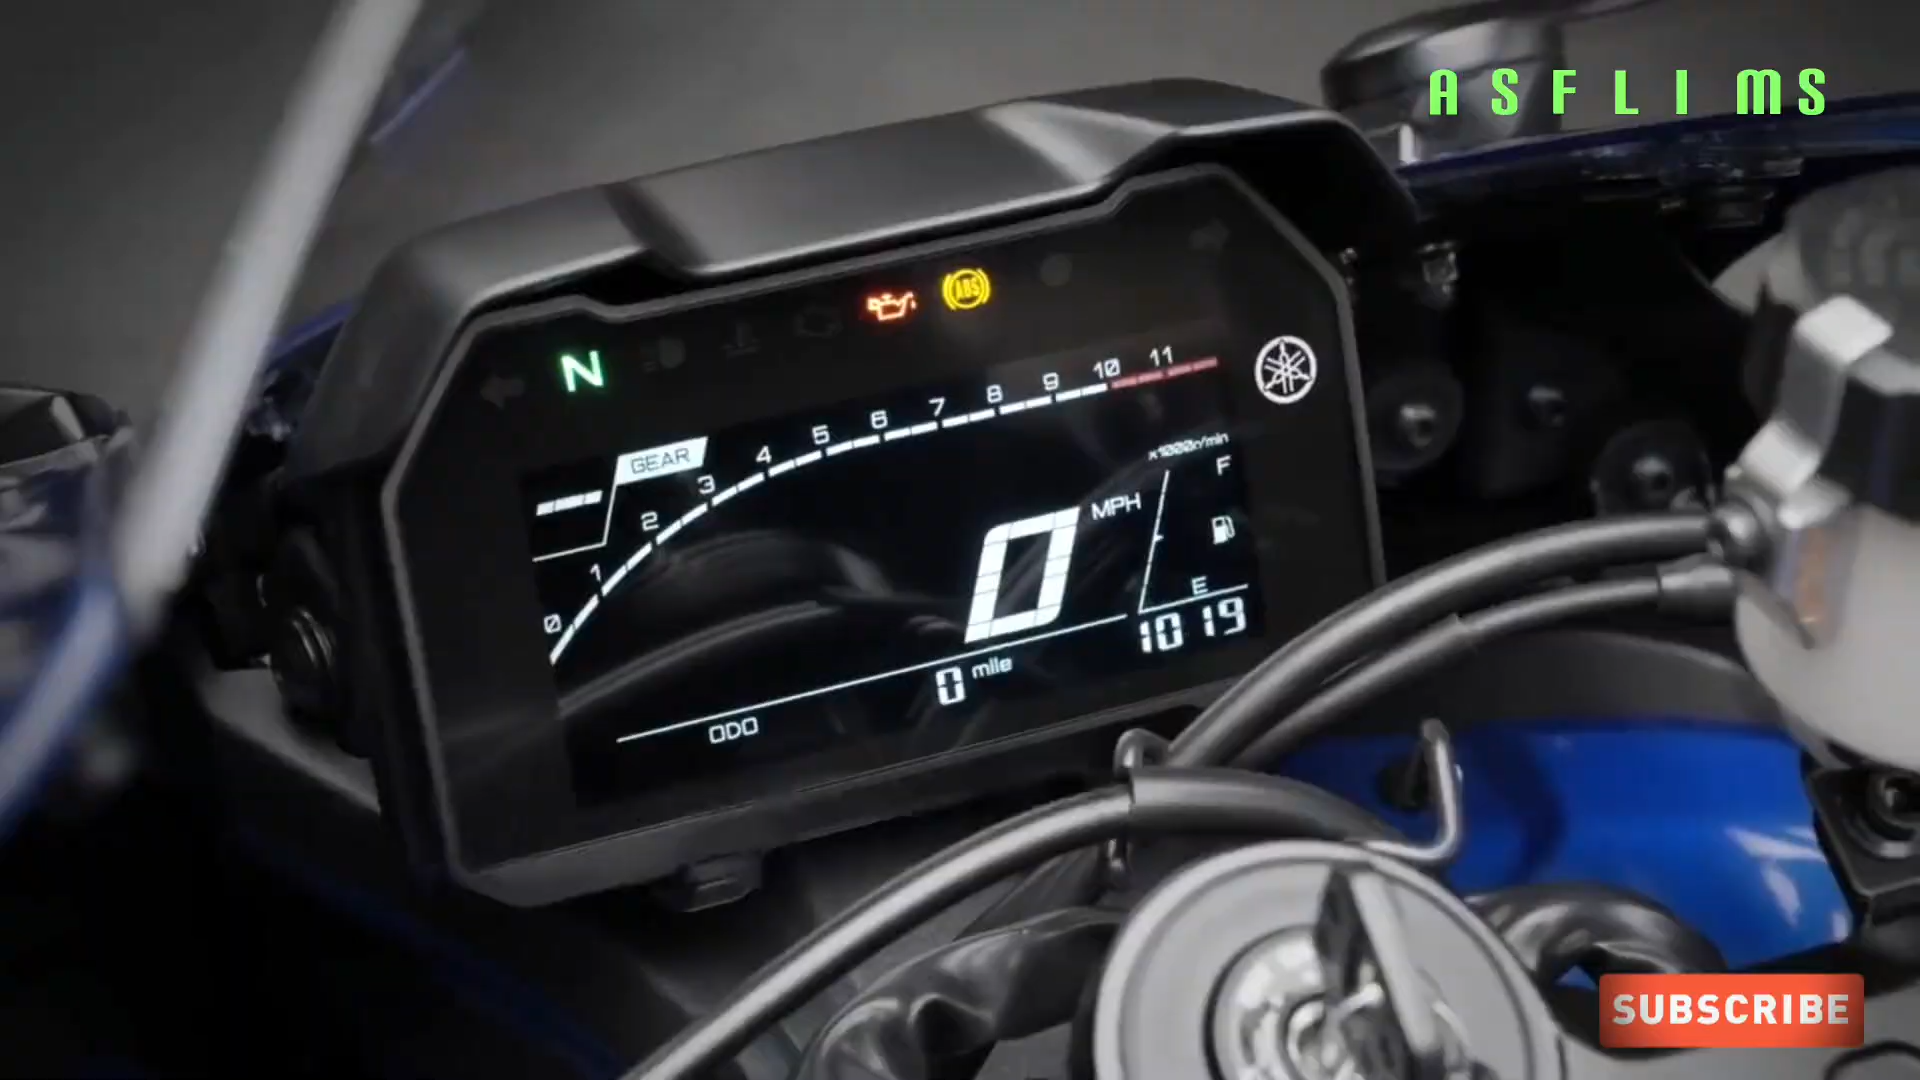 A S F L I M S
ABS
N
GEAR
0 1 2 3 4 5 6 7 8 9 10 11
x1000r/min
F
0 MPH
E
10 19
ODO 0 mile
SUBSCRIBE